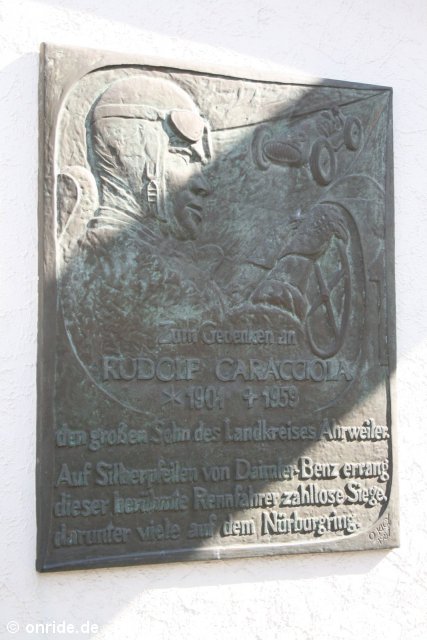 Zum Gedenken an
RUDOLF CARACCIOLA
* 1901 + 1959
den großen Sohn des Landkreises Ahrweiler.
Auf Silberpfeilen von Daimler-Benz errang
dieser berühmte Rennfahrer zahllose Siege,
darunter viele auf dem Nürburgring.
© onride.de